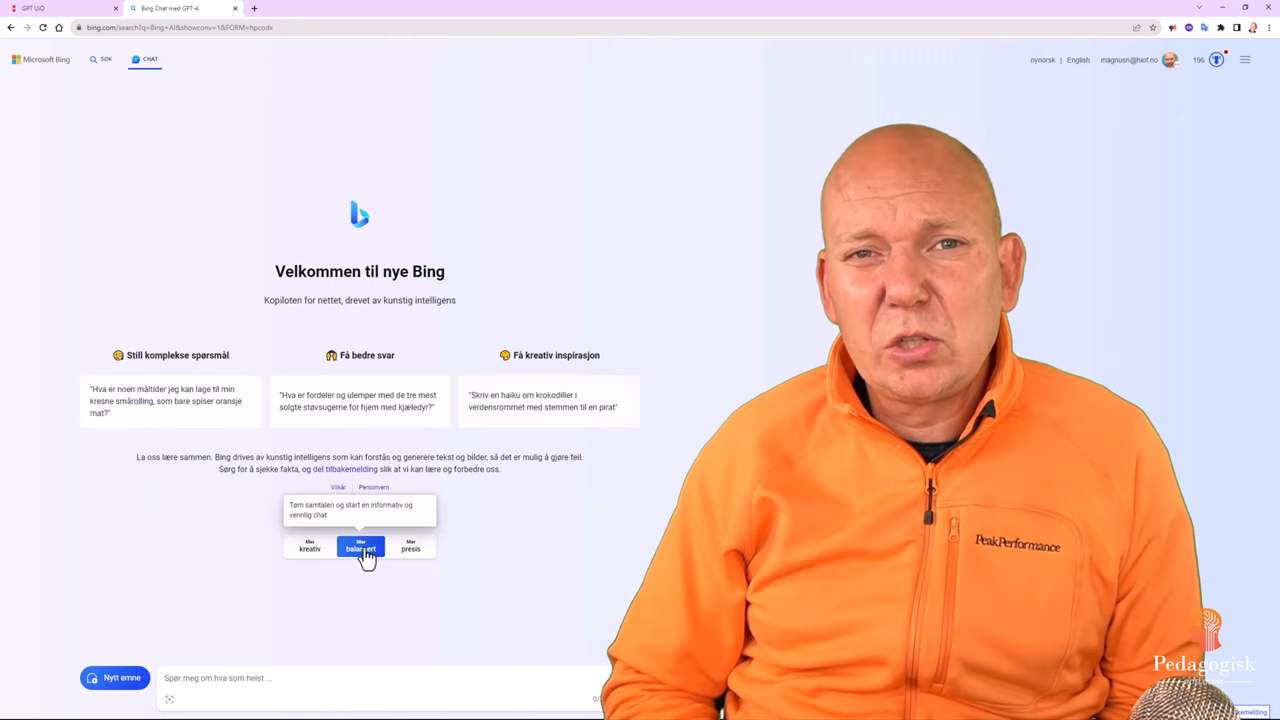 GPT UiO
Bing Chat med GPT-4
bing.com/search?q=Bing+AI&showconv=1&FORM=hpcodx
Microsoft Bing
SØK
CHAT
nynorsk | English
magnusn@hiof.no
196
Velkommen til nye Bing
Kopiloten for nettet, drevet av kunstig intelligens
Still komplekse spørsmål
"Hva er noen måltider jeg kan lage til min
kresne smårolling, som bare spiser oransje
mat?"
Få bedre svar
"Hva er fordeler og ulemper med de tre mest
solgte støvsugerne for hjem med kjæledyr?"
Få kreativ inspirasjon
"Skriv en haiku om krokodiller i
verdensrommet med stemmen til en pirat"
La oss lære sammen. Bing drives av kunstig intelligens som kan forstås og generere tekst og bilder, så det er mulig å gjøre feil.
Sørg for å sjekke fakta, og del tilbakemelding slik at vi kan lære og forbedre oss.
Vilkår | Personvern
Tøm samtalen og start en informativ og
vennlig chat
Mer
kreativ
Mer
Mer
presis
Nytt emne
Spør meg om hva som helst ...
PeakPerformance
Pedagogisk